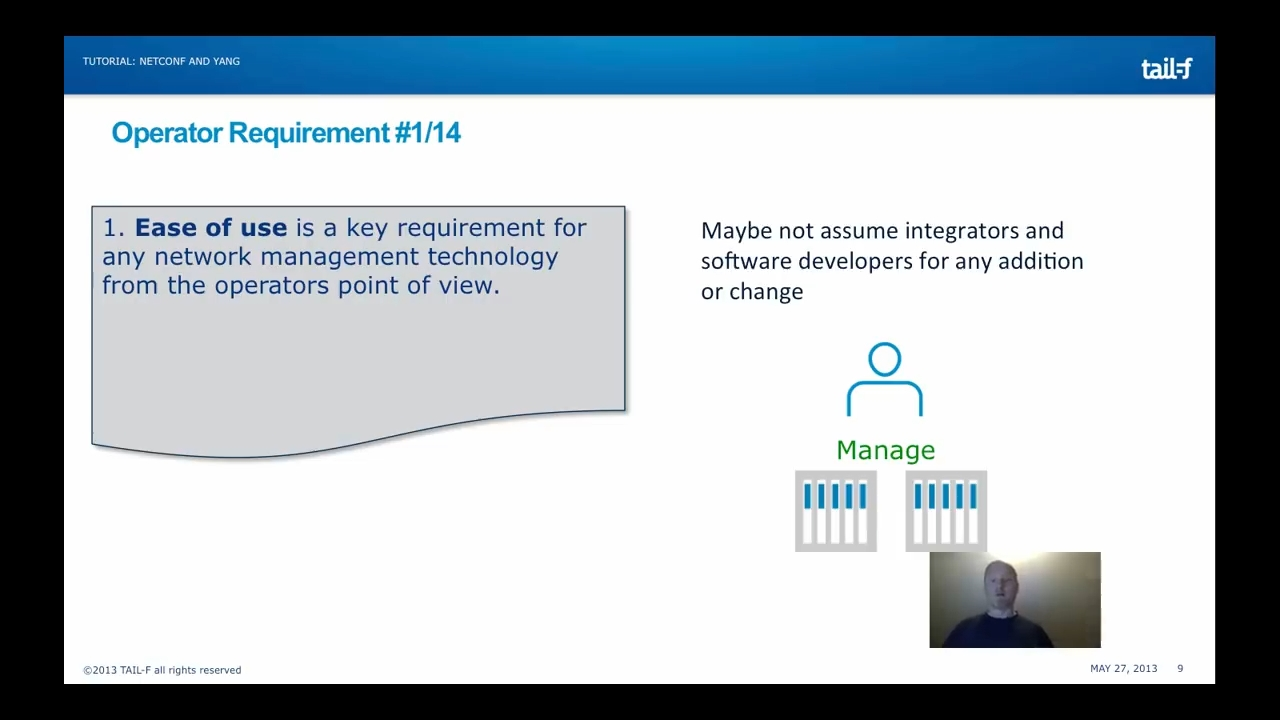 TUTORIAL: NETCONF AND YANG
tail-f
Operator Requirement #1/14
1. Ease of use is a key requirement for
any network management technology
from the operators point of view.
Maybe not assume integrators and
software developers for any addition
or change
Manage
©2013 TAIL-F all rights reserved
MAY 27, 2013 9